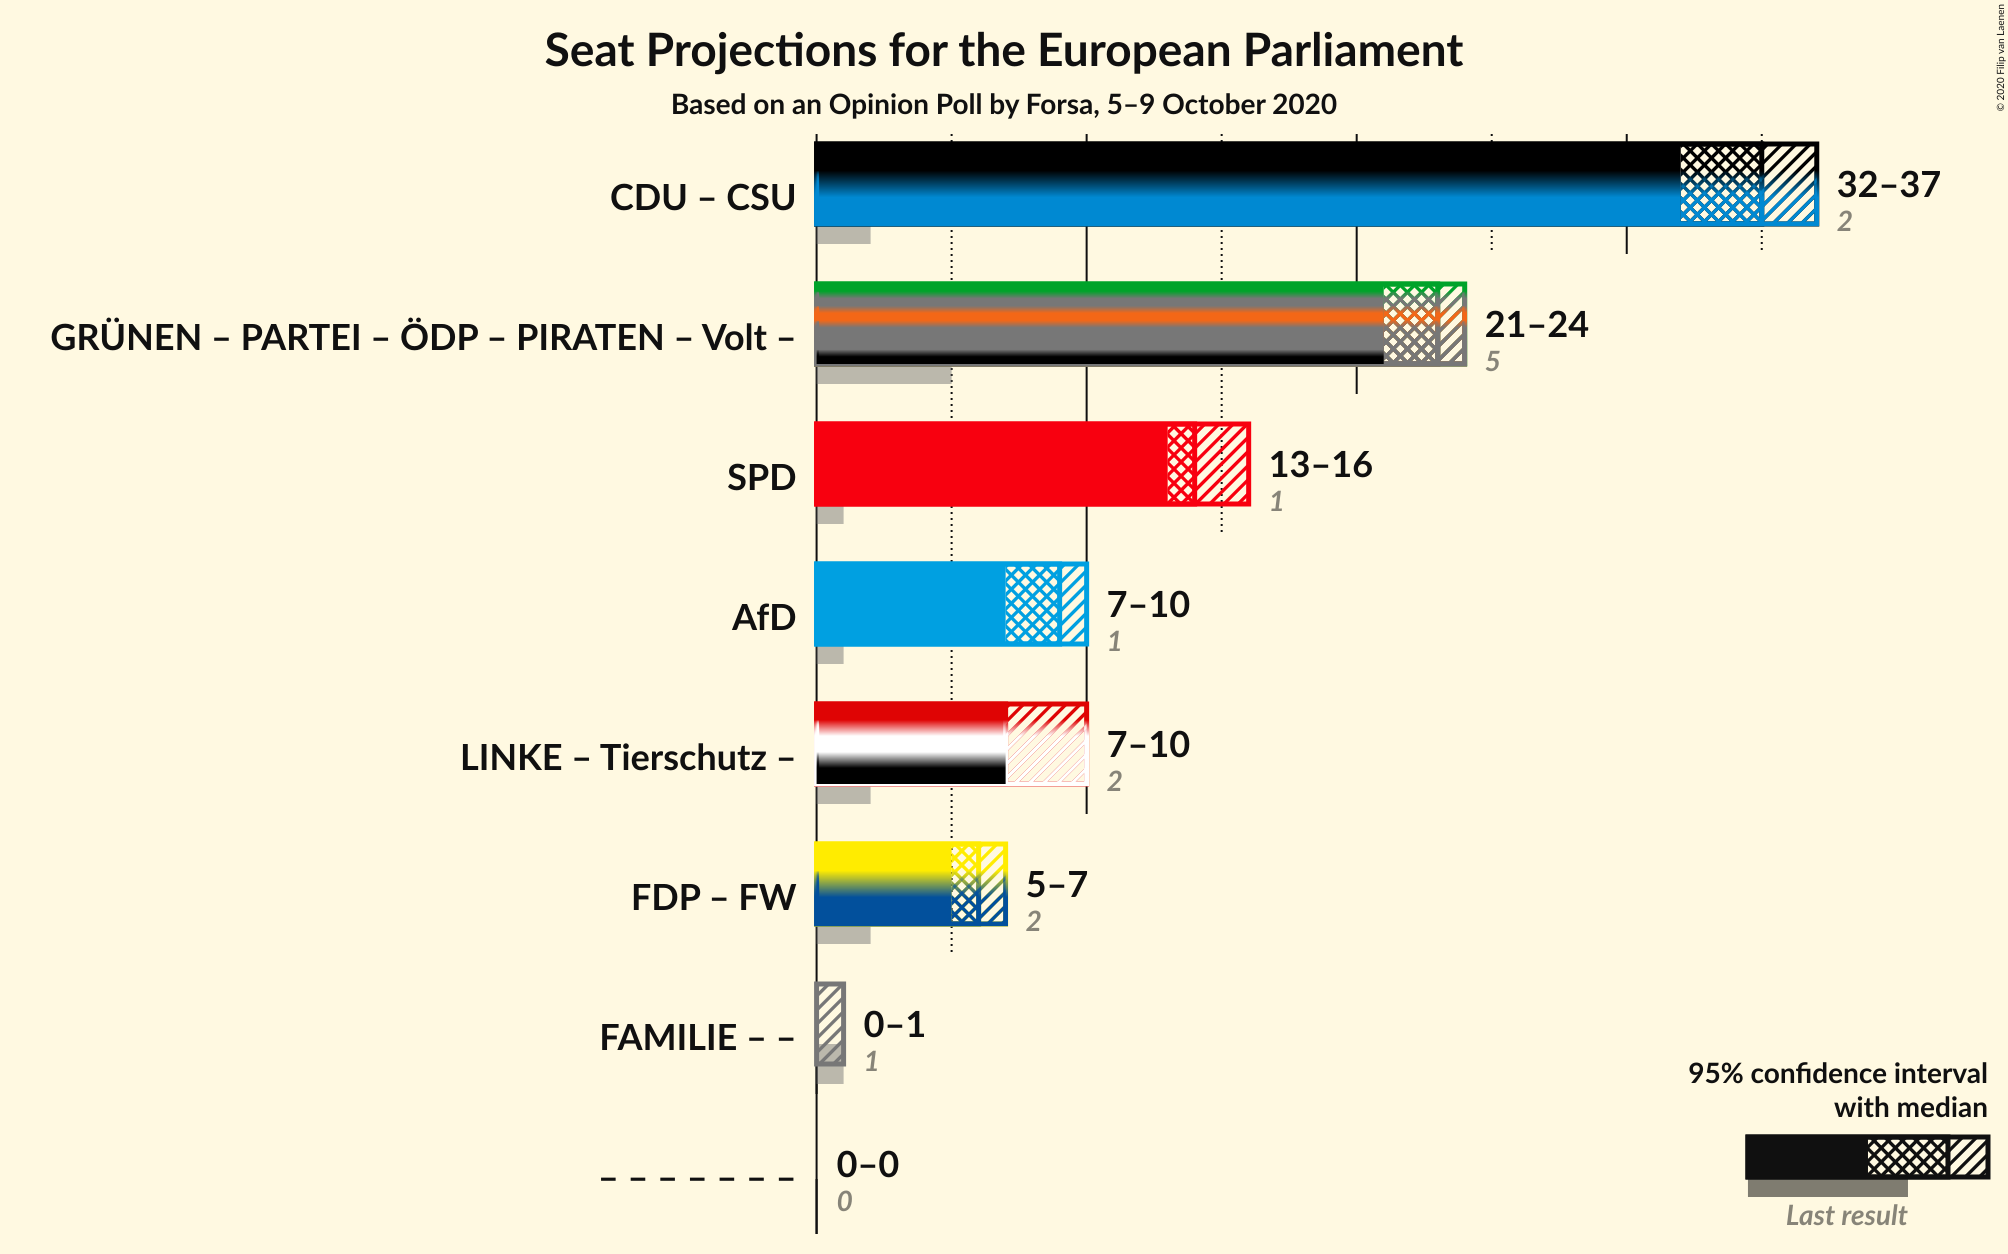 Seat Projections for the European Parliament
Based on an Opinion Poll by Forsa, 5–9 October 2020
© 2020 Filip van Laenen
CDU – CSU
32–37
2
GRÜNEN – PARTEI – ÖDP – PIRATEN – Volt –
21–24
5
SPD
13–16
1
AfD
7–10
1
LINKE – Tierschutz –
7–10
2
FDP – FW
5–7
2
FAMILIE – –
0–1
1
– – – – – – –
0–0
0
95% confidence interval
with median
Last result